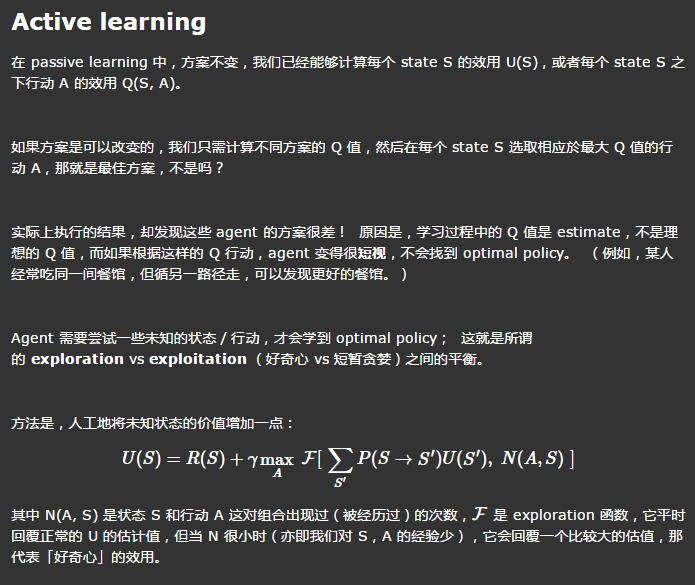 Active learning
在 passive learning 中，方案不变，我们已经能够计算每个 state S 的效用 U(S)，或者每个 state S 之
下行动 A 的效用 Q(S, A)。
如果方案是可以改变的，我们只需计算不同方案的 Q 值，然后在每个 state S 选取相应於最大 Q 值的行
动 A，那就是最佳方案，不是吗？
实际上执行的结果，却发现这些 agent 的方案很差！ 原因是，学习过程中的 Q 值是 estimate，不是理
想的 Q 值，而如果根据这样的 Q 行动，agent 变得很短视，不会找到 optimal policy。 （例如，某人
经常吃同一间餐馆，但循另一路径走，可以发现更好的餐馆。）
Agent 需要尝试一些未知的状态 / 行动，才会学到 optimal policy； 这就是所谓
的 exploration vs exploitation （好奇心 vs 短暂贪婪）之间的平衡。
方法是，人工地将未知状态的价值增加一点：
U(S) = R(S) + γ max_A ℱ[ ∑_{S′} P(S → S′)U(S′), N(A, S) ]
其中 N(A, S) 是状态 S 和行动 A 这对组合出现过（被经历过）的次数，ℱ 是 exploration 函数，它平时
回覆正常的 U 的估计值，但当 N 很小时（亦即我们对 S，A 的经验少），它会回覆一个比较大的估值，那
代表「好奇心」的效用。